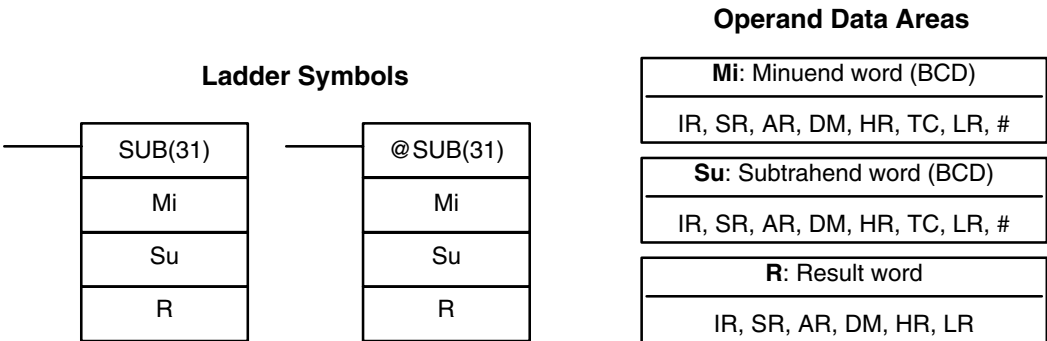 Operand Data Areas
Ladder Symbols
Mi: Minuend word (BCD)
IR, SR, AR, DM, HR, TC, LR, #
SUB(31)
@SUB(31)
Su: Subtrahend word (BCD)
Mi
Mi
IR, SR, AR, DM, HR, TC, LR, #
Su
Su
R: Result word
R
R
IR, SR, AR, DM, HR, LR